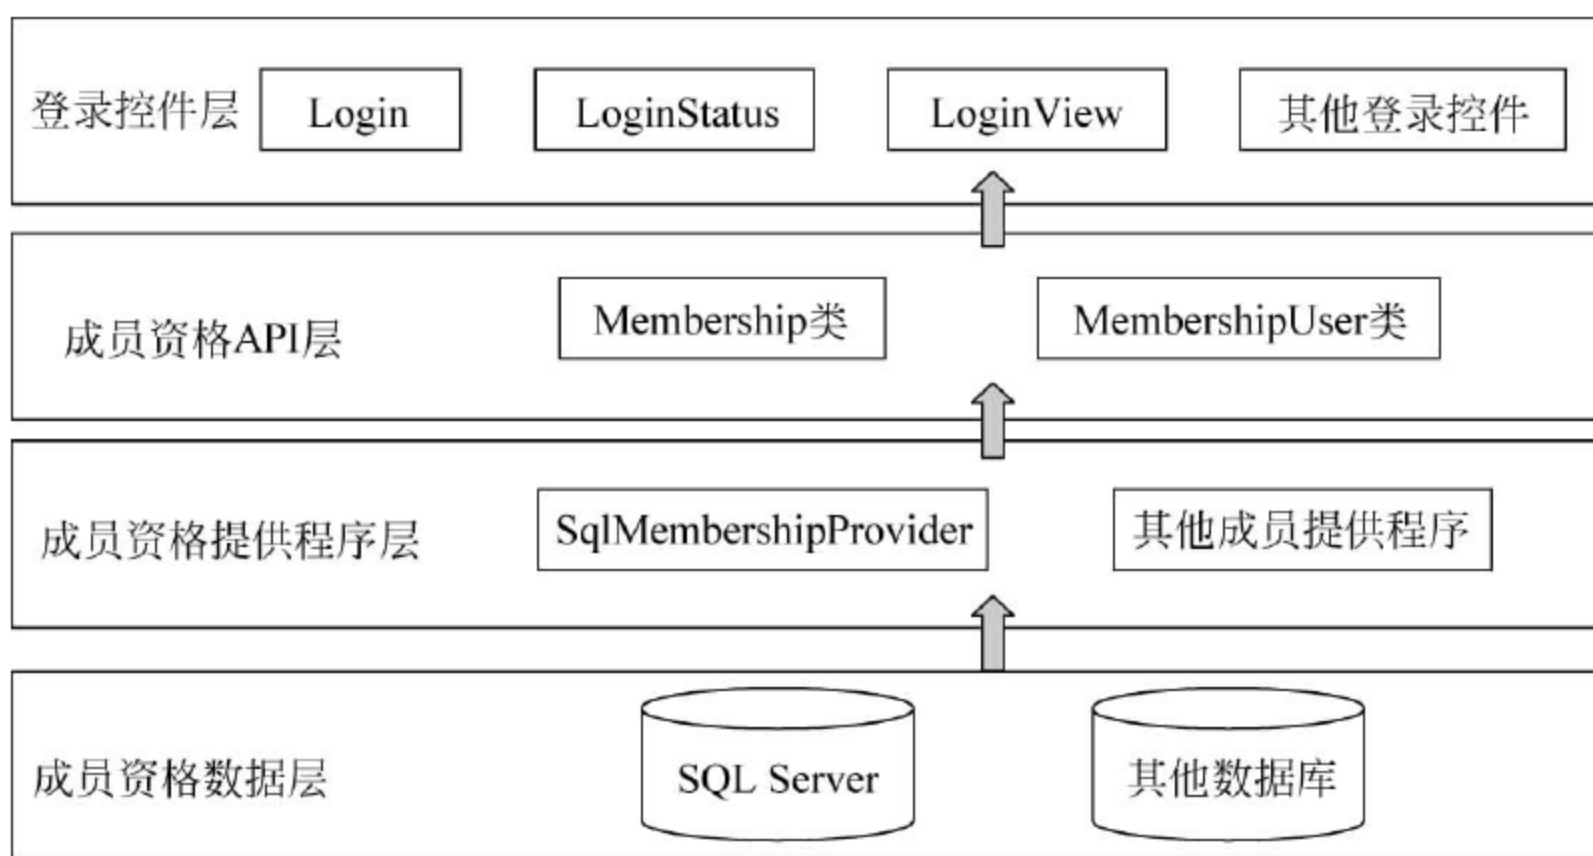 登录控件层 Login LoginStatus LoginView 其他登录控件
成员资格API层 Membership类 MembershipUser类
成员资格提供程序层 SqlMembershipProvider 其他成员提供程序
成员资格数据层 SQL Server 其他数据库